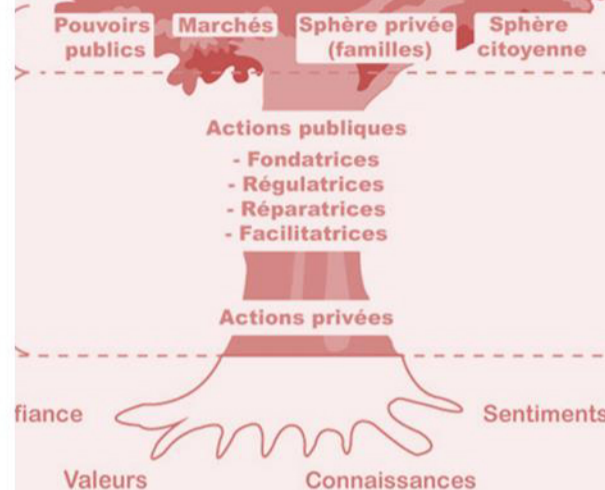 Pouvoirs publics
Marchés
Sphère privée (familles)
Sphère citoyenne
Actions publiques
- Fondatrices
- Régulatrices
- Réparatrices
- Facilitatrices
Actions privées
fiance
Sentiments
Valeurs
Connaissances